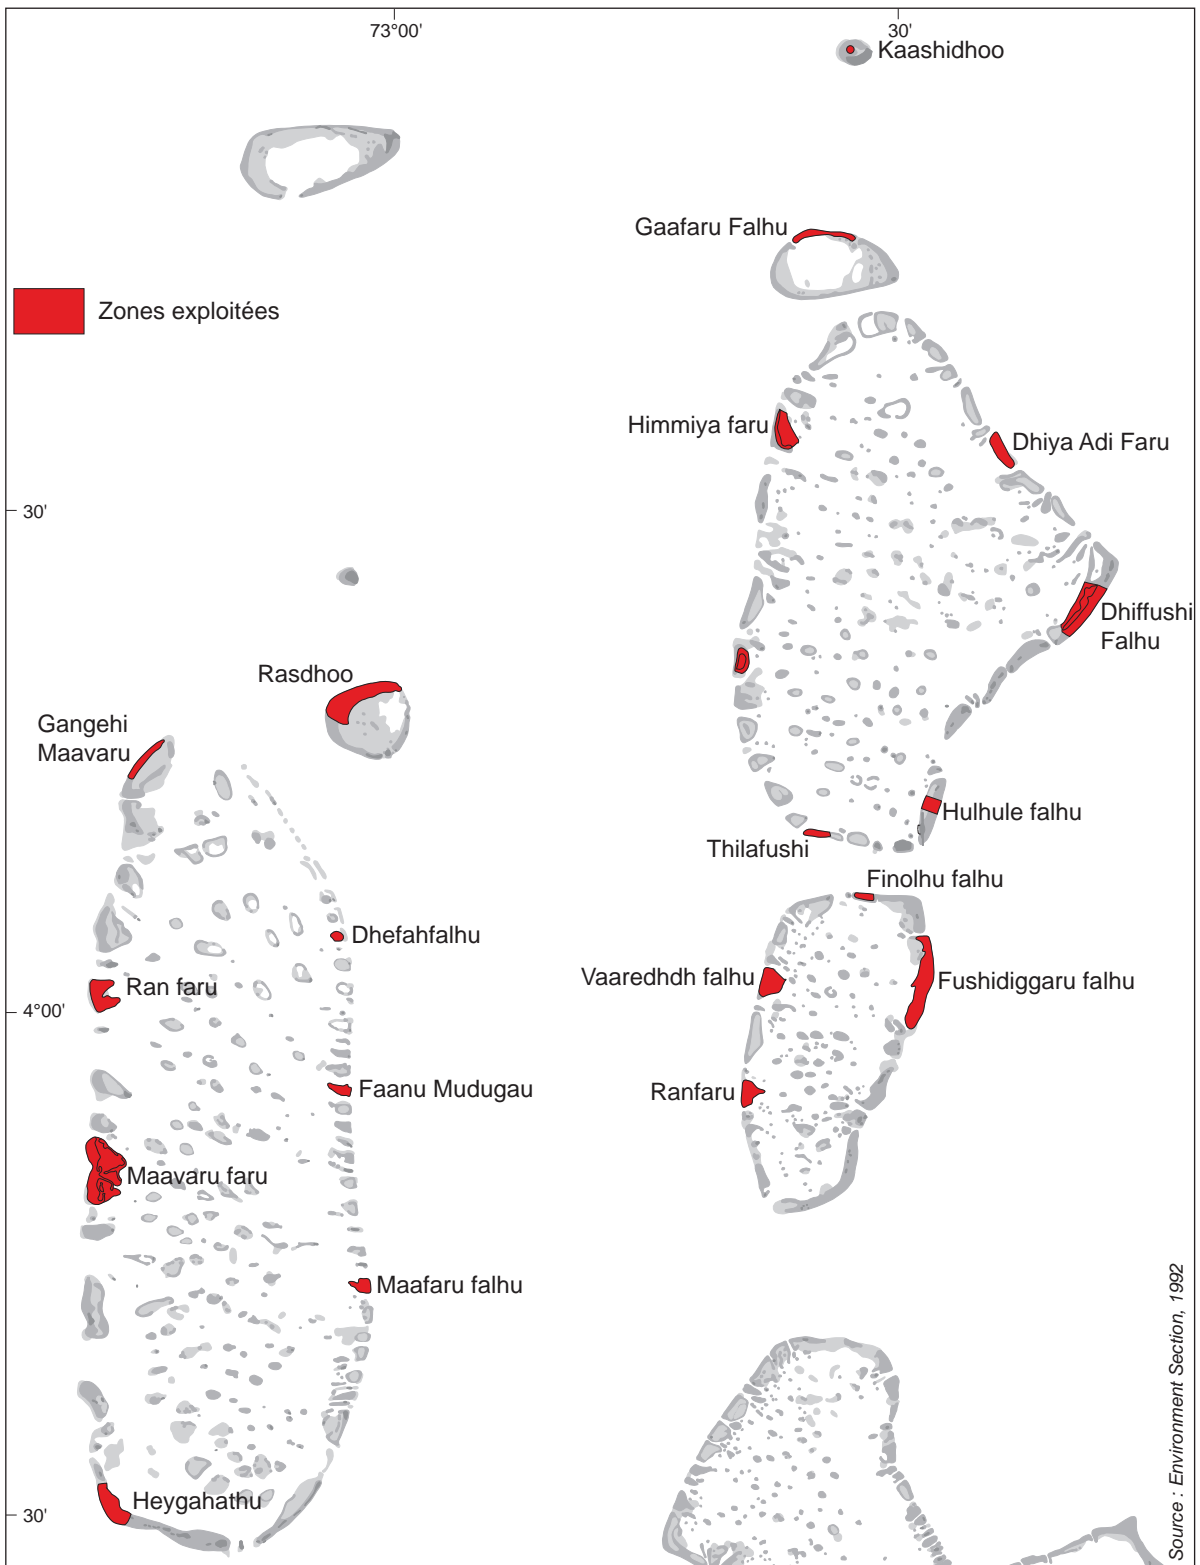 73°00'
30'
Kaashidhoo
Gaafaru Falhu
Zones exploitées
Himmiya faru
Dhiya Adi Faru
30'
Dhiffushi
Falhu
Rasdhoo
Gangehi
Maavaru
Hulhule falhu
Thilafushi
Finolhu falhu
Dhefahfalhu
Vaaredhdh falhu
Ran faru
Fushidiggaru falhu
4°00'
Faanu Mudugau
Ranfaru
Maavaru faru
Maafaru falhu
Heygahathu
30'
Source : Environment Section, 1992